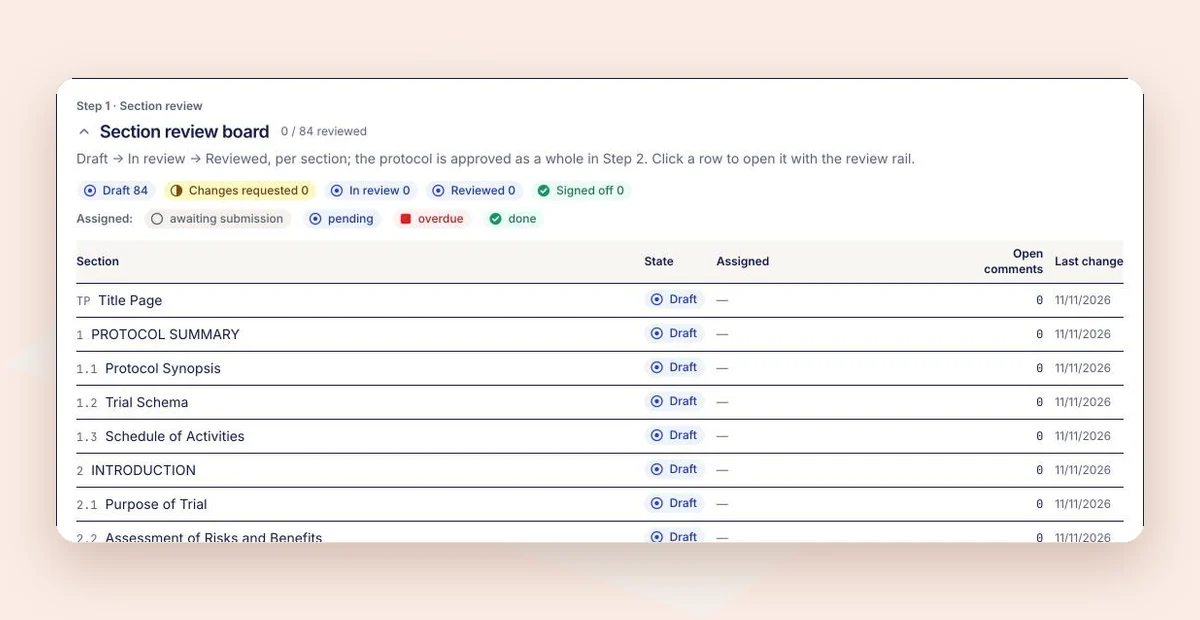 Step 1 · Section review
Section review board 0 / 84 reviewed
Draft → In review → Reviewed, per section; the protocol is approved as a whole in Step 2. Click a row to open it with the review rail.
Draft 84 Changes requested 0 In review 0 Reviewed 0 Signed off 0
Assigned: awaiting submission pending overdue done
Section State Assigned Open comments Last change
TP Title Page Draft — 0 11/11/2026
1 PROTOCOL SUMMARY Draft — 0 11/11/2026
1.1 Protocol Synopsis Draft — 0 11/11/2026
1.2 Trial Schema Draft — 0 11/11/2026
1.3 Schedule of Activities Draft — 0 11/11/2026
2 INTRODUCTION Draft — 0 11/11/2026
2.1 Purpose of Trial Draft — 0 11/11/2026
2.2 Assessment of Risks and Benefits Draft — 0 11/11/2026